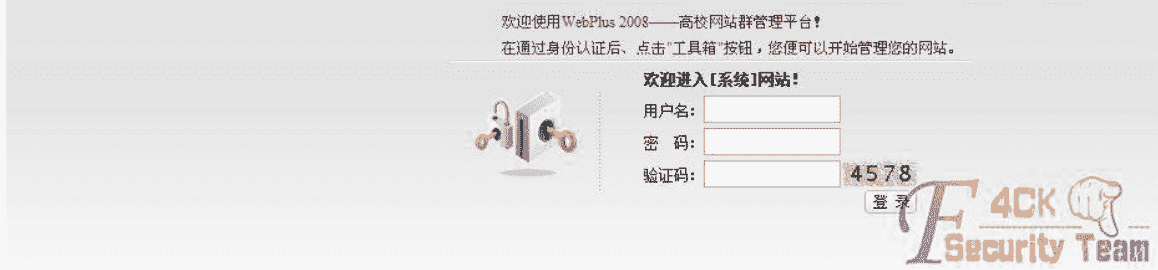 欢迎使用WebPlus 2008——高校网站群管理平台！
在通过身份认证后、点击"工具箱"按钮，您便可以开始管理您的网站。
欢迎进入[系统]网站！
用户名：
密 码：
验证码： 4578
登 录
F4CK
Security Team